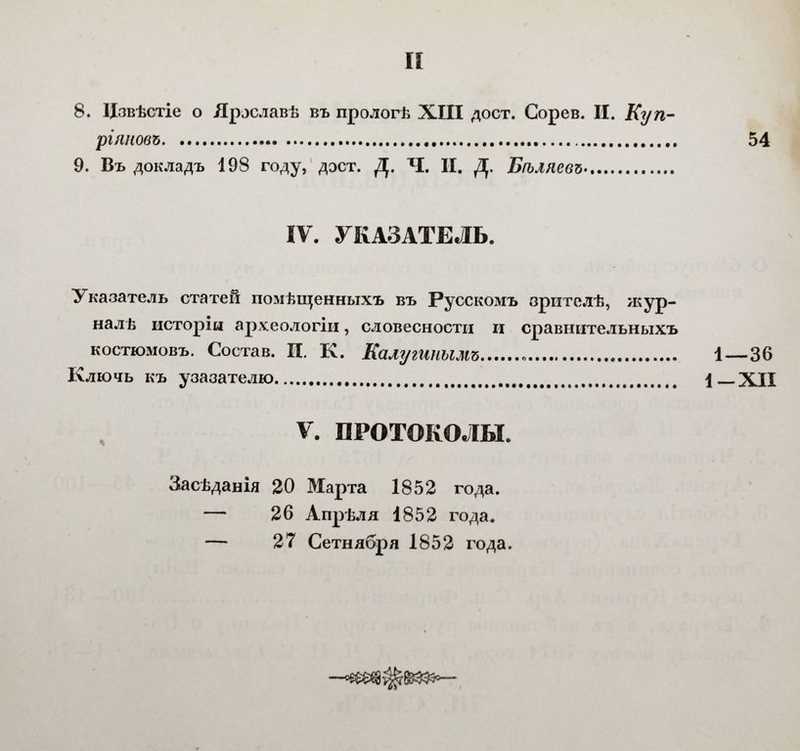 II
8. Извѣстіе о Ярославѣ въ прологѣ XIII дост. Сорев. И. Куп-
ріяновъ. 54
9. Въ докладъ 198 году, дост. Д. Ч. И. Д. Бѣляевъ.
IV. УКАЗАТЕЛЬ.
Указатель статей помѣщенныхъ въ Русскомъ зрителѣ, жур-
налѣ исторіи археологіи, словесности и сравнительныхъ
костюмовъ. Состав. П. К. Калугинымъ. 1—36
Ключь къ узазателю. 1—XII
V. ПРОТОКОЛЫ.
Засѣданія 20 Марта 1852 года.
— 26 Апрѣля 1852 года.
— 27 Сетнября 1852 года.